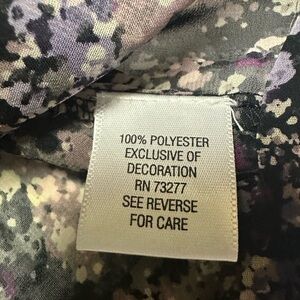 100% POLYESTER
EXCLUSIVE OF
DECORATION
RN 73277
SEE REVERSE
FOR CARE